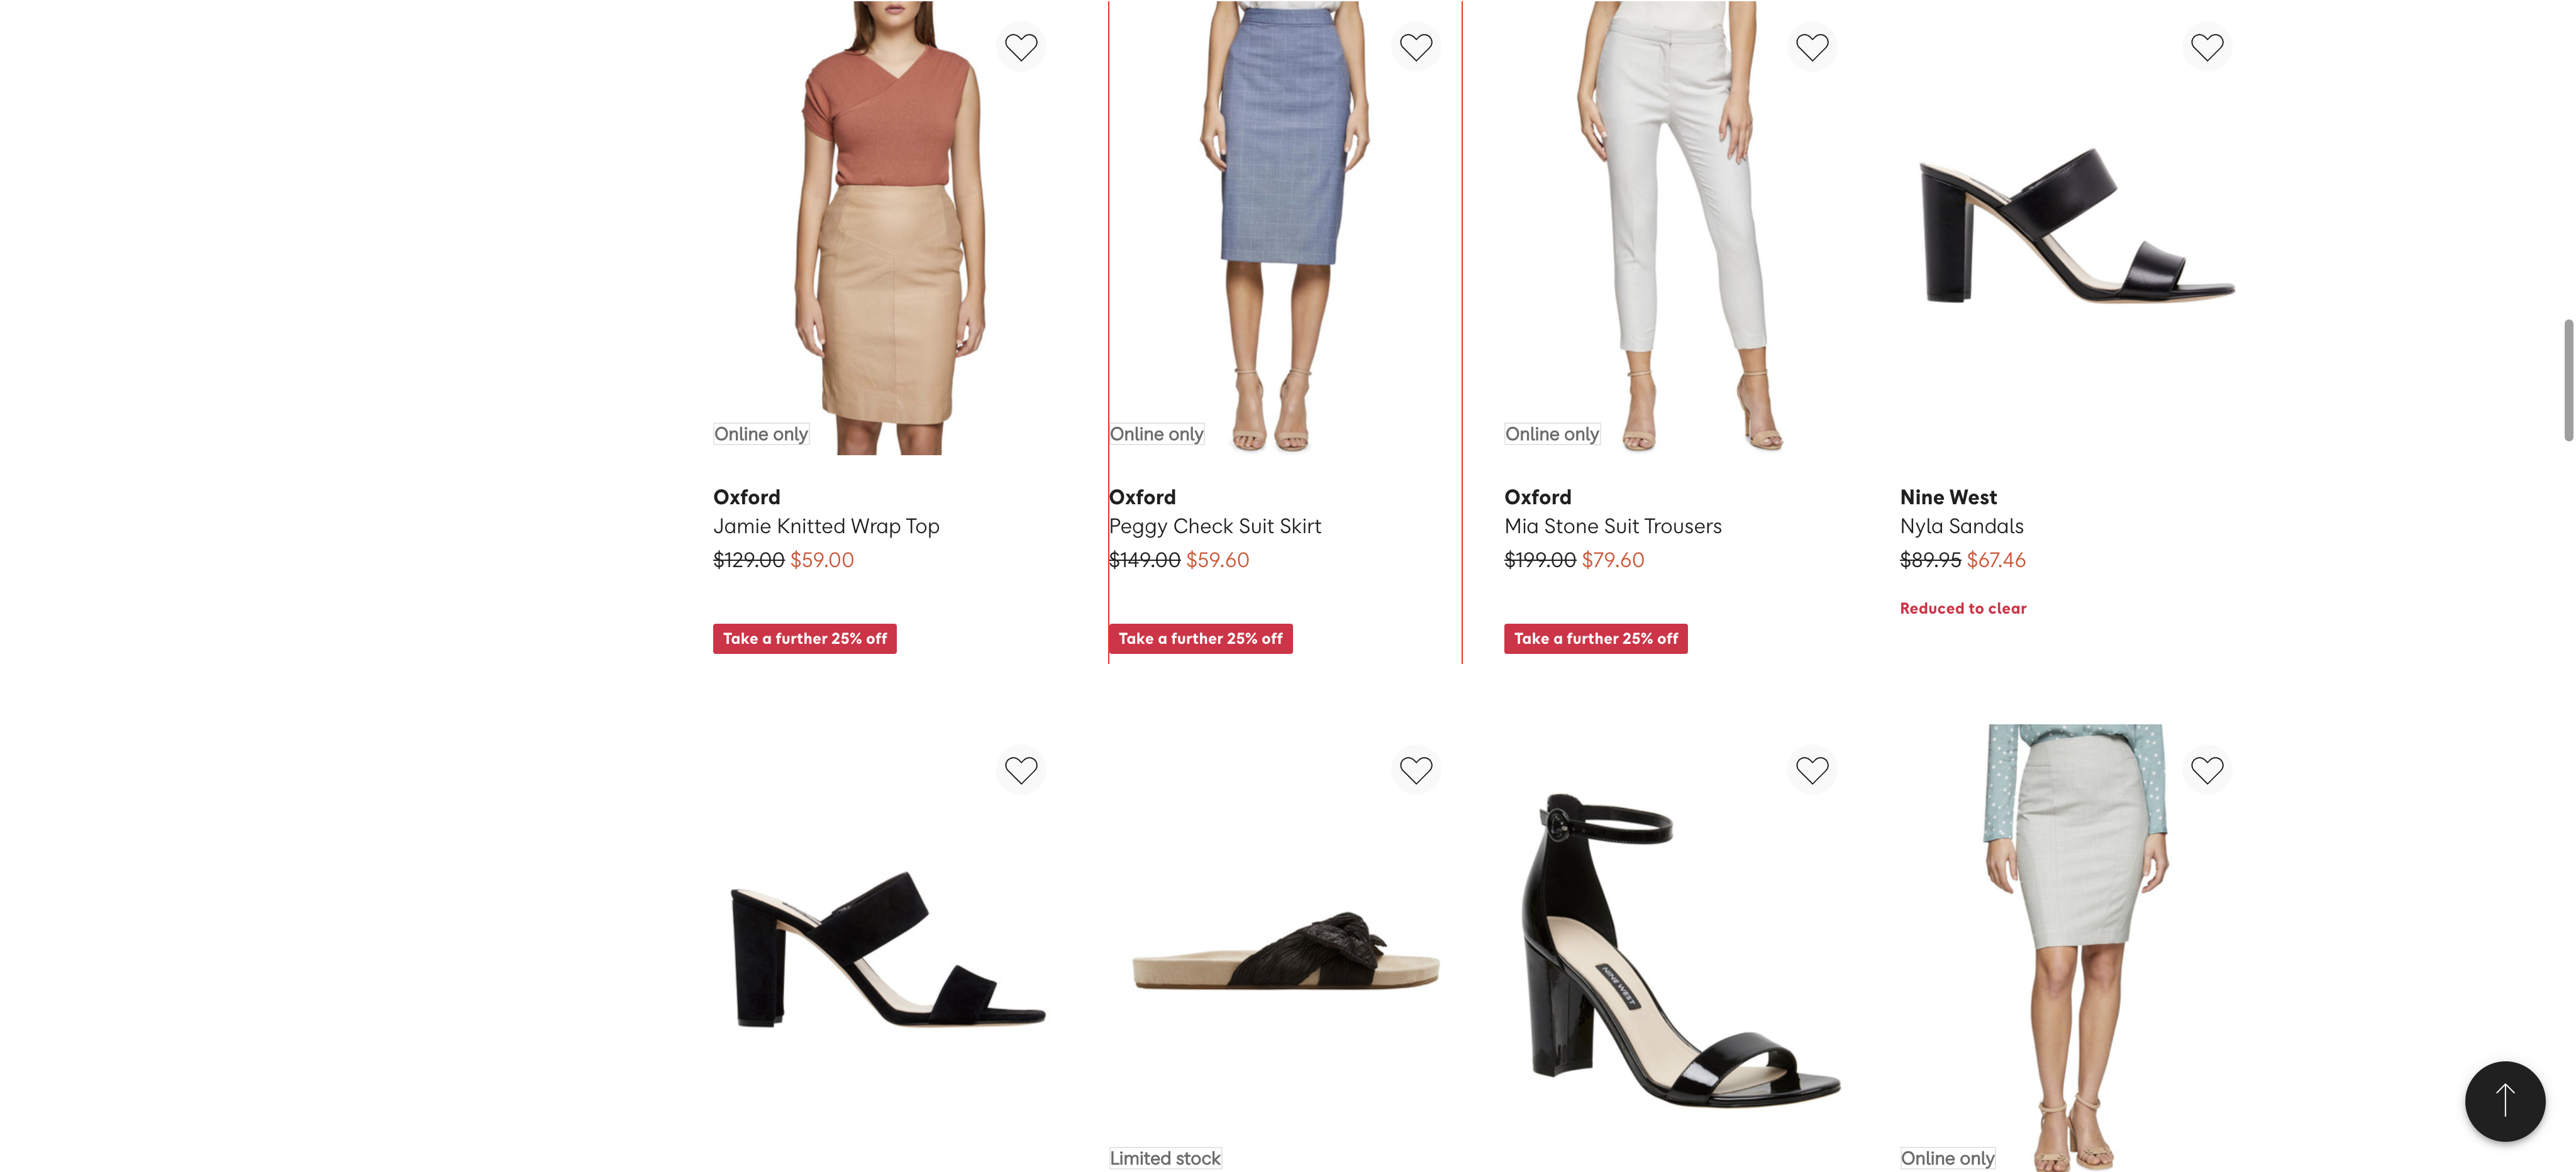 Online only
Online only
Online only
Oxford
Jamie Knitted Wrap Top
$129.00 $59.00
Take a further 25% off
Oxford
Peggy Check Suit Skirt
$149.00 $59.60
Take a further 25% off
Oxford
Mia Stone Suit Trousers
$199.00 $79.60
Take a further 25% off
Nine West
Nyla Sandals
$89.95 $67.46
Reduced to clear
NINE WEST
Limited stock
Online only